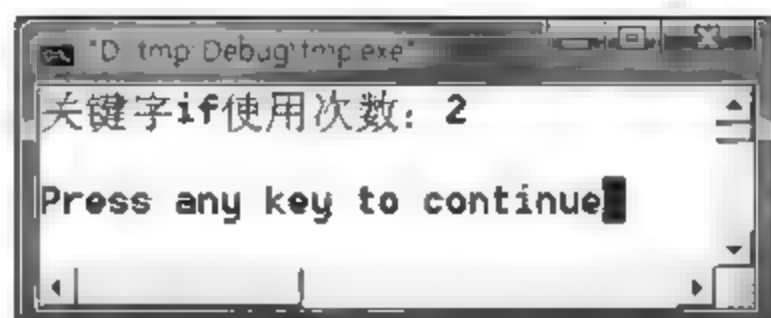 "D:\tmp\Debug\tmp.exe"
关键字if使用次数: 2
Press any key to continue